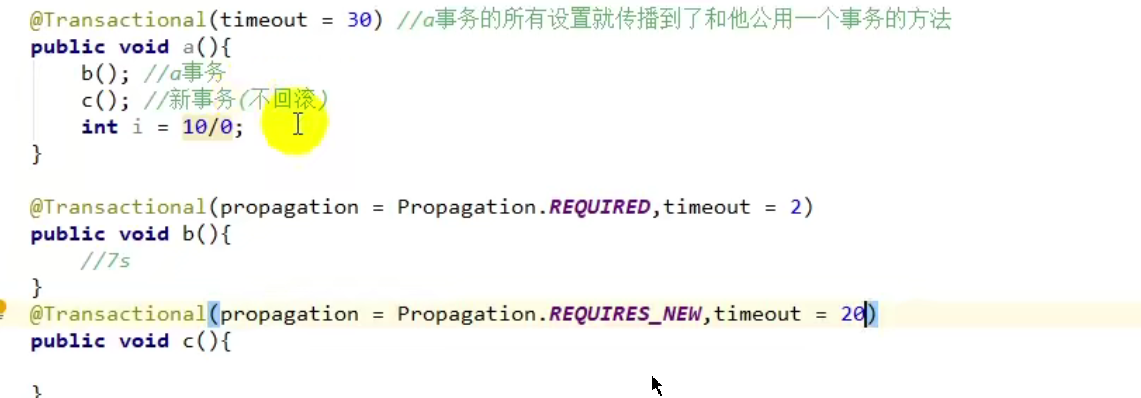 @Transactional(timeout = 30) //a事务的所有设置就传播到了和他公用一个事务的方法
public void a(){
b(); //a事务
c(); //新事务(不回滚)
int i = 10/0;
}
@Transactional(propagation = Propagation.REQUIRED,timeout = 2)
public void b(){
//7s
}
@Transactional(propagation = Propagation.REQUIRES_NEW,timeout = 20)
public void c(){
}